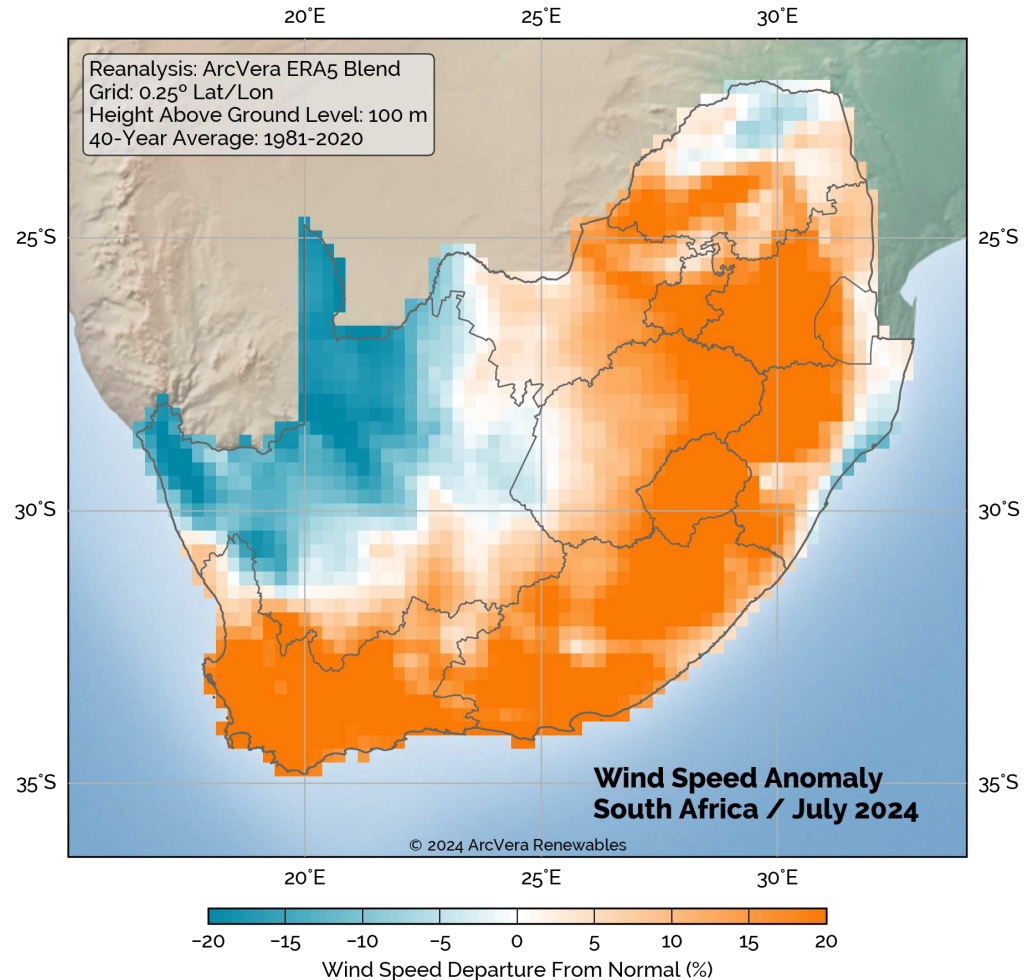 20°E 25°E 30°E
Reanalysis: ArcVera ERA5 Blend
Grid: 0.25º Lat/Lon
Height Above Ground Level: 100 m
40-Year Average: 1981-2020
25°S 25°S
30°S 30°S
Wind Speed Anomaly
35°S 35°S
South Africa / July 2024
© 2024 ArcVera Renewables
20°E 25°E 30°E
−20 −15 −10 −5 0 5 10 15 20
Wind Speed Departure From Normal (%)